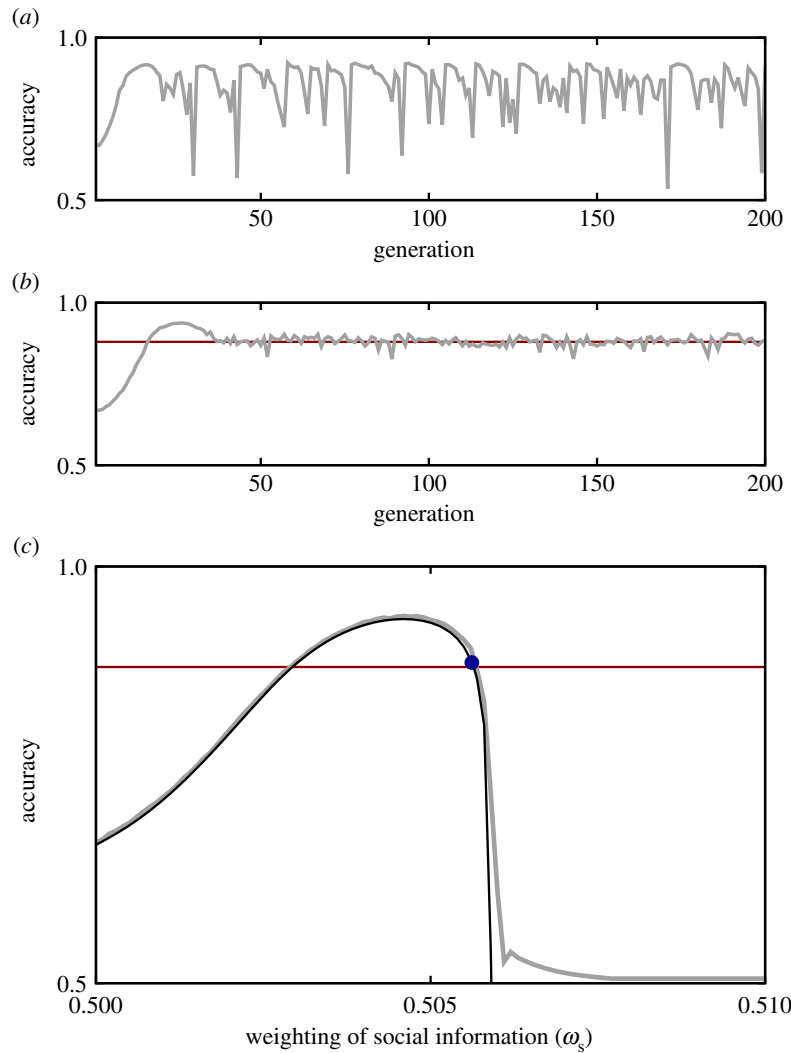 (a)
1.0
accuracy
0.5
50 100 150 200
generation
(b)
1.0
accuracy
0.5
50 100 150 200
generation
(c)
1.0
accuracy
0.5
0.500 0.505 0.510
weighting of social information (ωs)